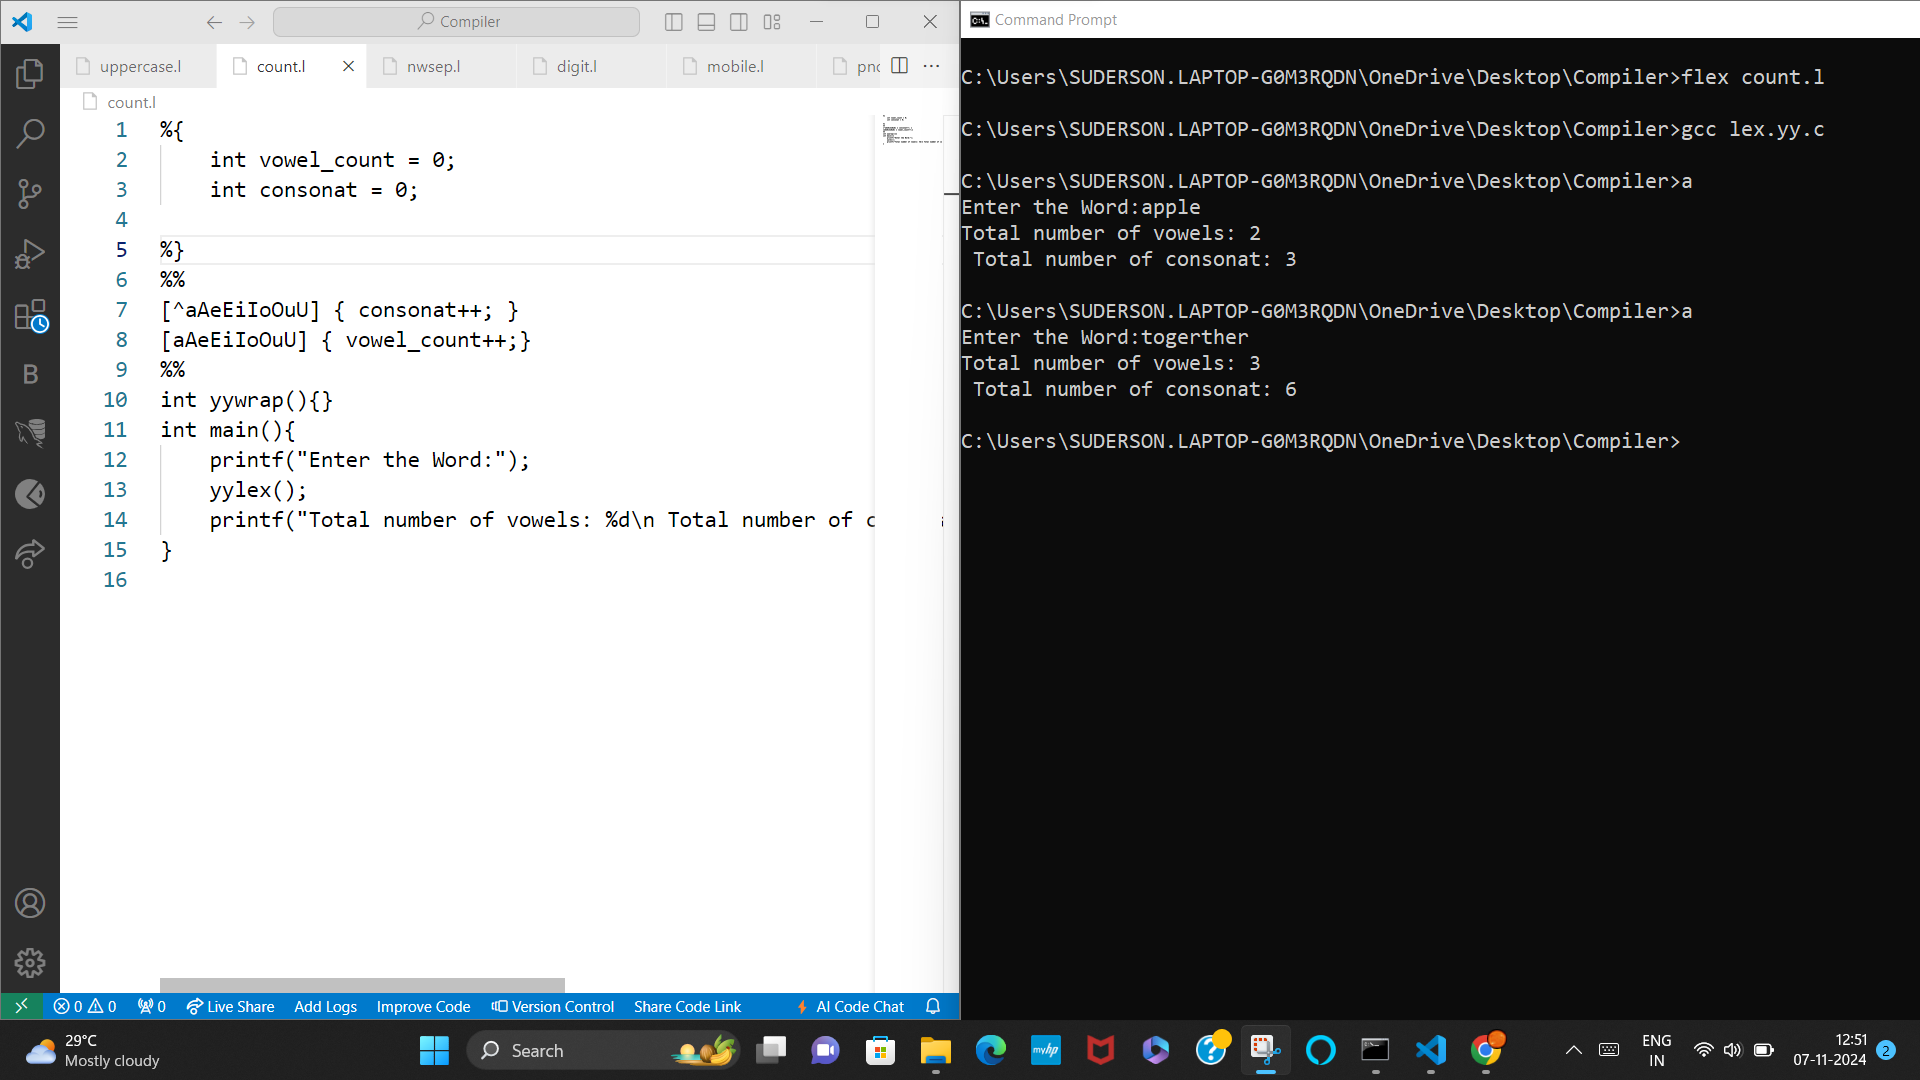 Compiler
uppercase.l
count.l
nwsep.l
digit.l
mobile.l
count.l
1 %{
2 int vowel_count = 0;
3 int consonat = 0;
4
5 %}
6 %%
7 [^aAeEiIoOuU] { consonat++; }
8 [aAeEiIoOuU] { vowel_count++;}
9 %%
10 int yywrap(){}
11 int main(){
12 printf("Enter the Word:");
13 yylex();
14 printf("Total number of vowels: %d\n Total number of c
15 }
16
0 0 0 Live Share Add Logs Improve Code Version Control Share Code Link AI Code Chat
Command Prompt
C:\Users\SUDERSON.LAPTOP-G0M3RQDN\OneDrive\Desktop\Compiler>flex count.l
C:\Users\SUDERSON.LAPTOP-G0M3RQDN\OneDrive\Desktop\Compiler>gcc lex.yy.c
C:\Users\SUDERSON.LAPTOP-G0M3RQDN\OneDrive\Desktop\Compiler>a
Enter the Word:apple
Total number of vowels: 2
Total number of consonat: 3
C:\Users\SUDERSON.LAPTOP-G0M3RQDN\OneDrive\Desktop\Compiler>a
Enter the Word:togerther
Total number of vowels: 3
Total number of consonat: 6
C:\Users\SUDERSON.LAPTOP-G0M3RQDN\OneDrive\Desktop\Compiler>
29°C
Mostly cloudy
Search
myhp
ENG
IN
12:51
07-11-2024
2